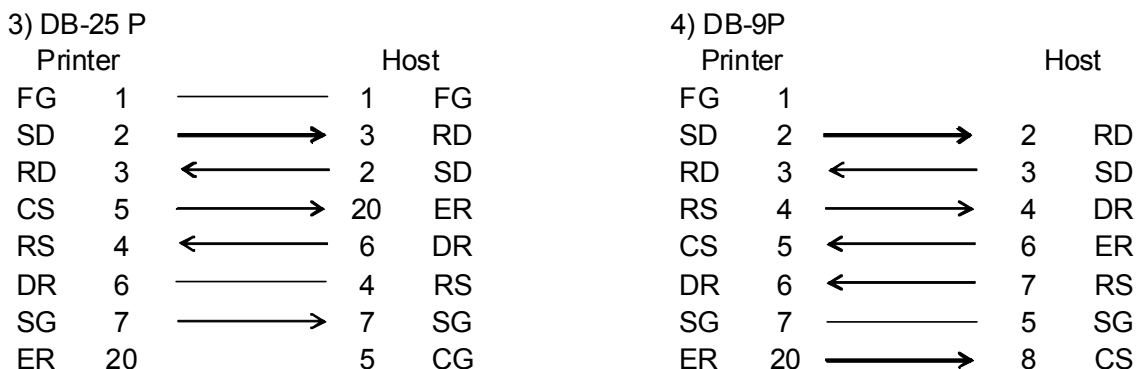 3) DB-25 P 4) DB-9P
Printer Host Printer Host
FG 1 1 FG FG 1
SD 2 3 RD SD 2 2 RD
RD 3 2 SD RD 3 3 SD
CS 5 20 ER RS 4 4 DR
RS 4 6 DR CS 5 6 ER
DR 6 4 RS DR 6 7 RS
SG 7 7 SG SG 7 5 SG
ER 20 5 CG ER 20 8 CS